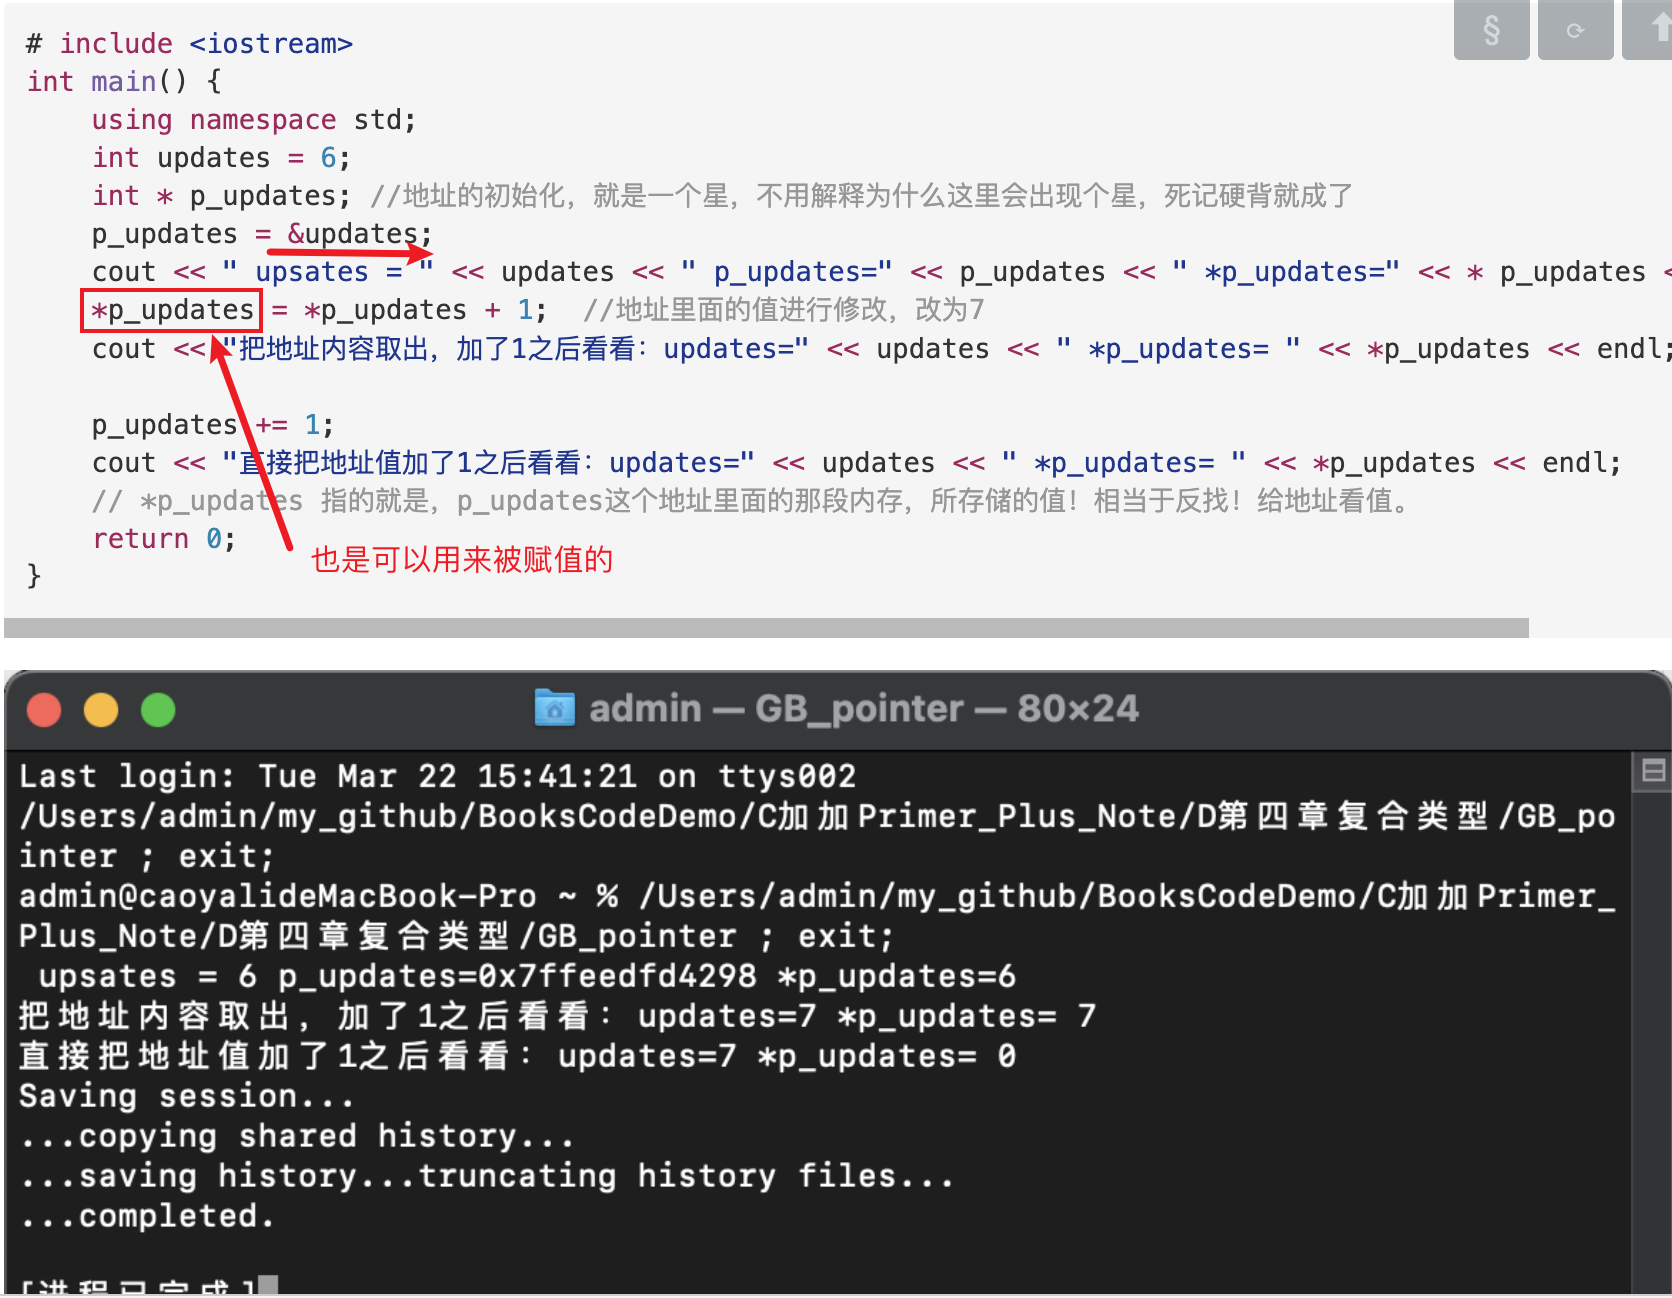 # include <iostream>
int main() {
    using namespace std;
    int updates = 6;
    int * p_updates; //地址的初始化，就是一个星，不用解释为什么这里会出现个星，死记硬背就成了
    p_updates = &updates;
    cout << " upsates = " << updates << " p_updates=" << p_updates << " *p_updates=" << * p_updates <
    *p_updates = *p_updates + 1;  //地址里面的值进行修改，改为7
    cout << "把地址内容取出，加了1之后看看：updates=" << updates << " *p_updates= " << *p_updates << endl;
    p_updates += 1;
    cout << "直接把地址值加了1之后看看：updates=" << updates << " *p_updates= " << *p_updates << endl;
    // *p_updates 指的就是，p_updates这个地址里面的那段内存，所存储的值！相当于反找！给地址看值。
    return 0;
也是可以用来被赋值的
}
admin — GB_pointer — 80×24
Last login: Tue Mar 22 15:41:21 on ttys002
/Users/admin/my_github/BooksCodeDemo/C加加Primer_Plus_Note/D第四章复合类型/GB_po
inter ; exit;
admin@caoyalideMacBook-Pro ~ % /Users/admin/my_github/BooksCodeDemo/C加加Primer_
Plus_Note/D第四章复合类型/GB_pointer ; exit;
 upsates = 6 p_updates=0x7ffeedfd4298 *p_updates=6
把地址内容取出，加了1之后看看：updates=7 *p_updates= 7
直接把地址值加了1之后看看：updates=7 *p_updates= 0
Saving session...
...copying shared history...
...saving history...truncating history files...
...completed.
[进程已完成]